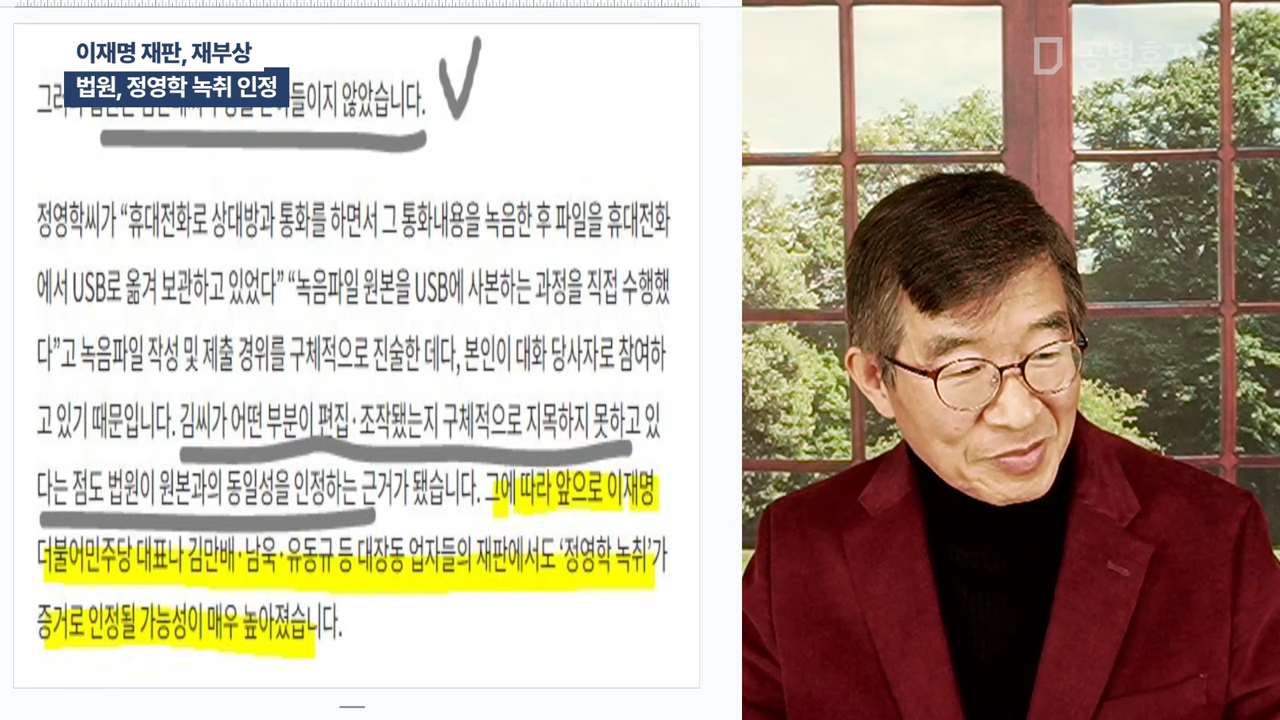 이재명 재판, 재부상
법원, 정영학 녹취 인정
들이지 않았습니다.
정영학씨가 “휴대전화로 상대방과 통화를 하면서 그 통화내용을 녹음한 후 파일을 휴대전화
에서 USB로 옮겨 보관하고 있었다” “녹음파일 원본을 USB에 사본하는 과정을 직접 수행했
다”고 녹음파일 작성 및 제출 경위를 구체적으로 진술한 데다, 본인이 대화 당사자로 참여하
고 있기 때문입니다. 김씨가 어떤 부분이 편집·조작됐는지 구체적으로 지목하지 못하고 있
다는 점도 법원이 원본과의 동일성을 인정하는 근거가 됐습니다. 그에 따라 앞으로 이재명
더불어민주당 대표나 김만배·남욱·유동규 등 대장동 업자들의 재판에서도 ‘정영학 녹취’가
증거로 인정될 가능성이 매우 높아졌습니다.
공병호TV